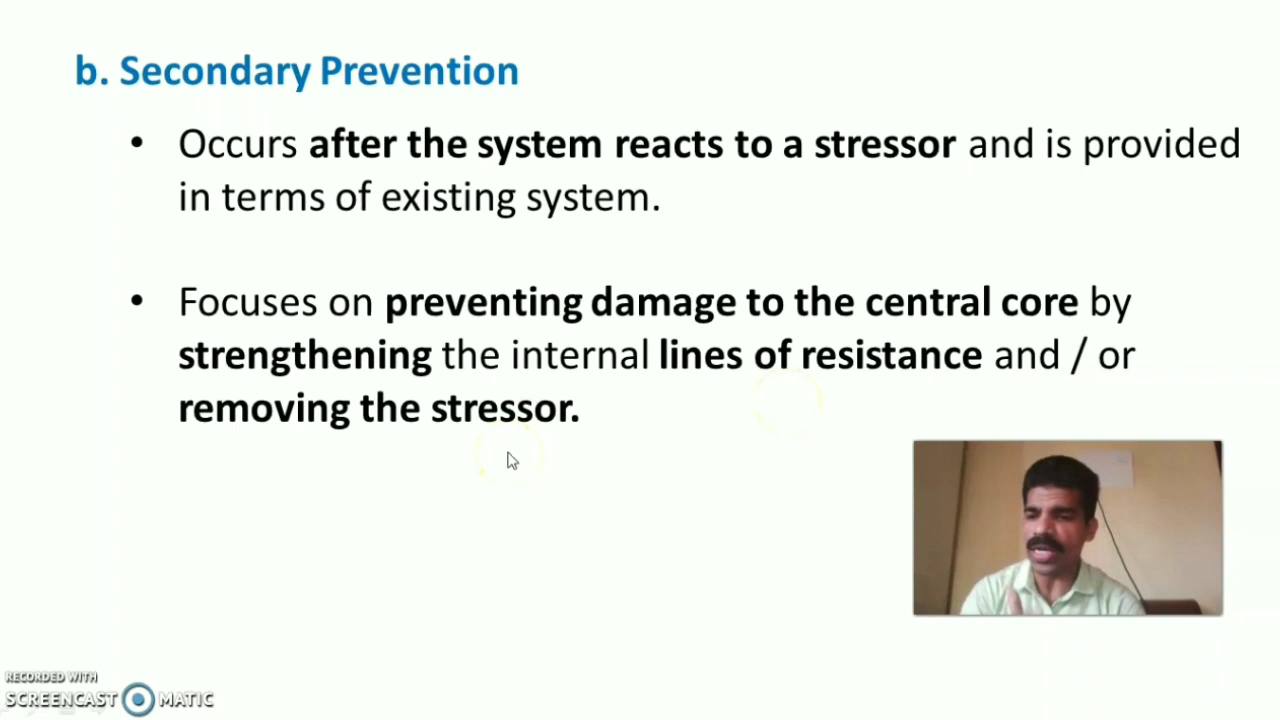 b. Secondary Prevention
• Occurs after the system reacts to a stressor and is provided
in terms of existing system.
• Focuses on preventing damage to the central core by
strengthening the internal lines of resistance and / or
removing the stressor.
RECORDED WITH
SCREENCAST MATIC